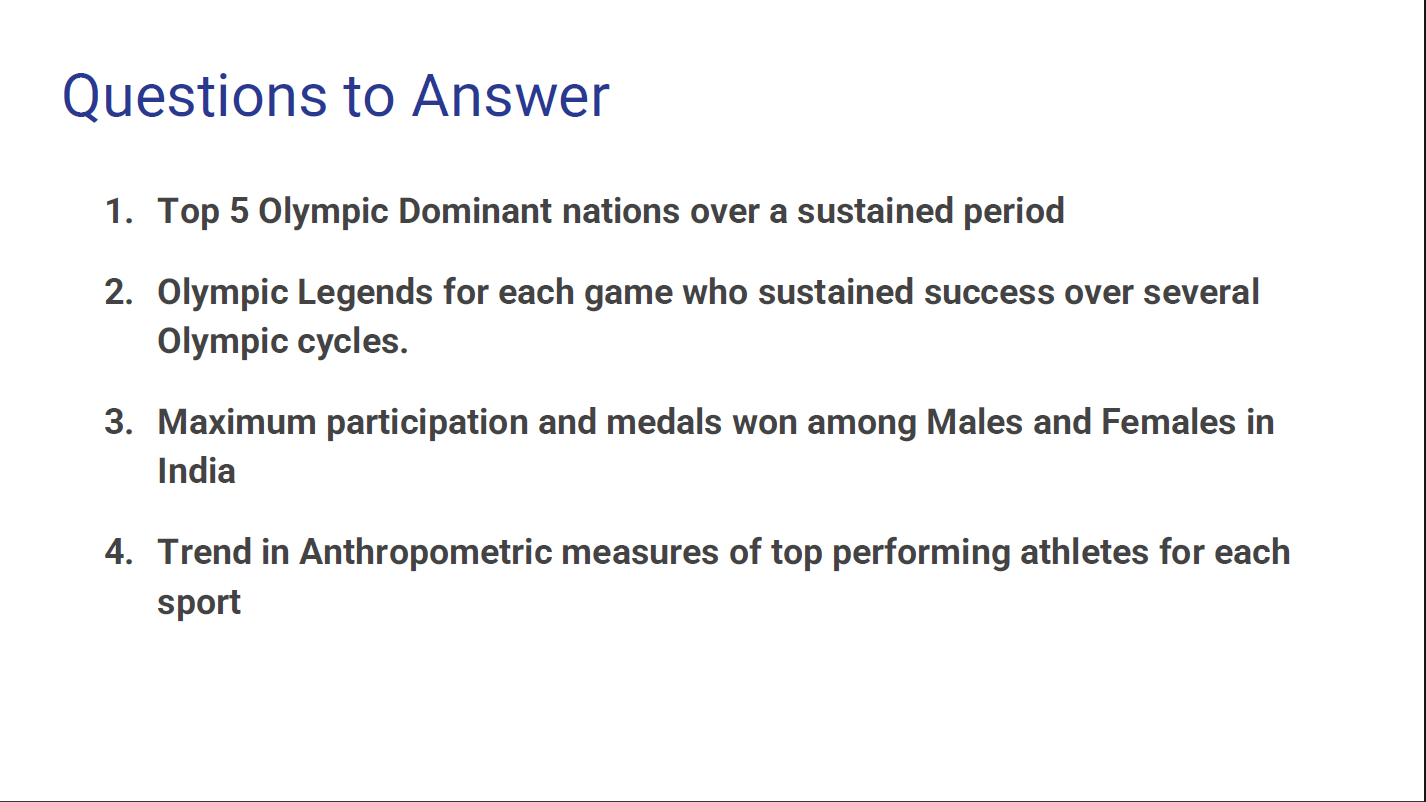 Questions to Answer
1. Top 5 Olympic Dominant nations over a sustained period
2. Olympic Legends for each game who sustained success over several
Olympic cycles.
3. Maximum participation and medals won among Males and Females in
India
4. Trend in Anthropometric measures of top performing athletes for each
sport